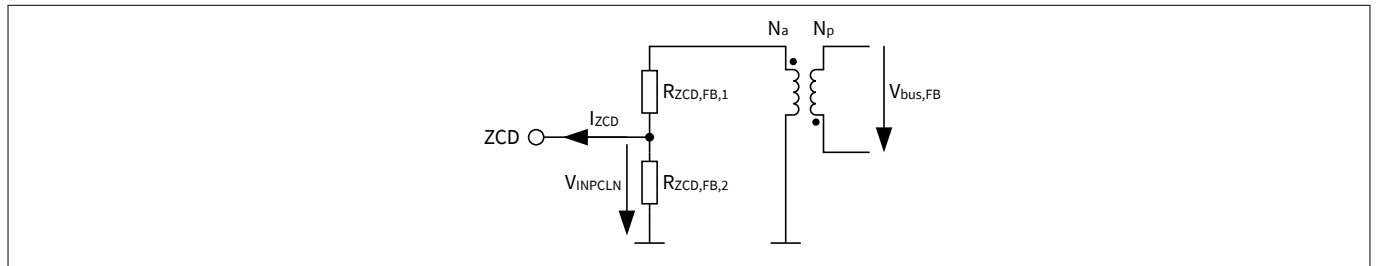 Na Np
RZCD,FB,1
Vbus,FB
IZCD
ZCD
VINPCLN
RZCD,FB,2